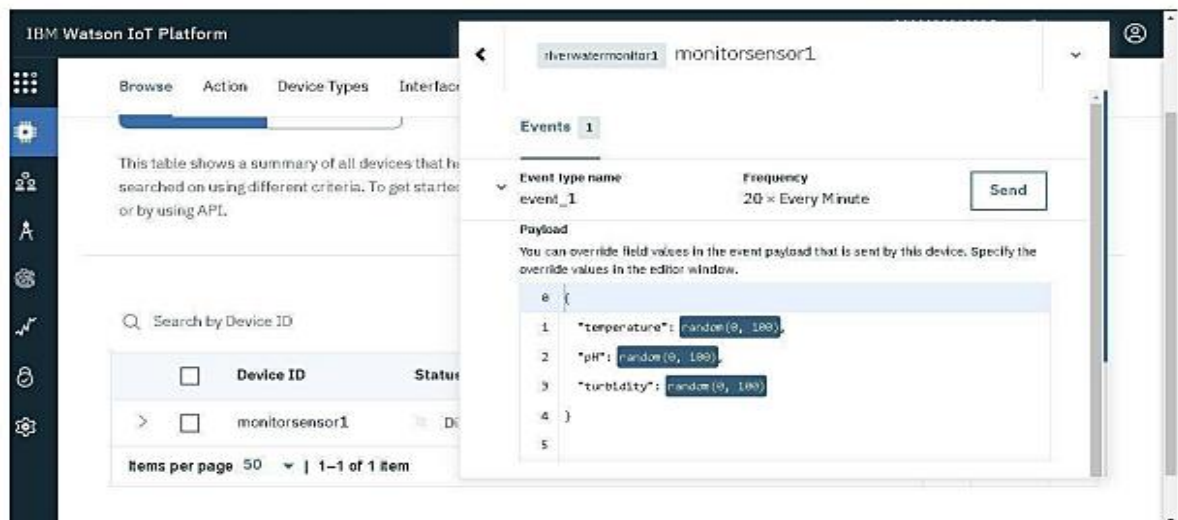 IBM Watson IoT Platform
Browse Action Device Types
This table shows a summary of all devices that
searched on using different criteria. To get
or by using API.
Search by Device ID
Device ID
monitorsensor1
Items per page 50 | 1–1 of 1 item
riverwatermonitor1 monitorsensor1
Events 1
Event type name Frequency
event_1 20 × Every Minute
Send
Payload
You can override field values in the event payload that is sent by this device. Specify the
override values in the editor window.
0 {
1 "temperature": random(0, 100),
2 "pH": random(0, 100),
3 "turbidity": random(0, 100)
4 }
5